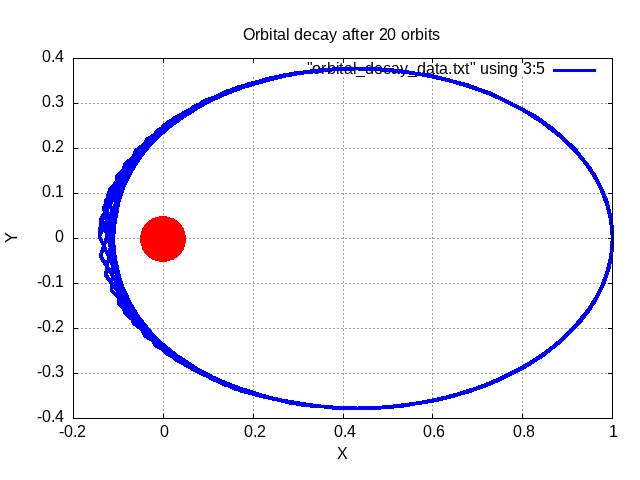 Orbital decay after 20 orbits
"orbital_decay_data.txt" using 3:5
0.4
0.3
0.2
0.1
0
-0.1
-0.2
-0.3
-0.4
Y
-0.2 0 0.2 0.4 0.6 0.8 1
X